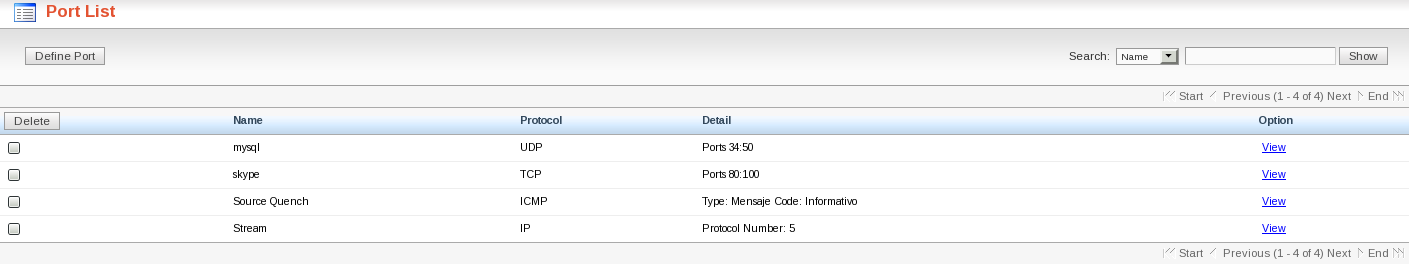 Port List
Define Port Search: Name Show
Start Previous (1 - 4 of 4) Next End
Delete Name Protocol Detail Option
mysql UDP Ports 34:50 View
skype TCP Ports 80:100 View
Source Quench ICMP Type: Mensaje Code: Informativo View
Stream IP Protocol Number: 5 View
Start Previous (1 - 4 of 4) Next End